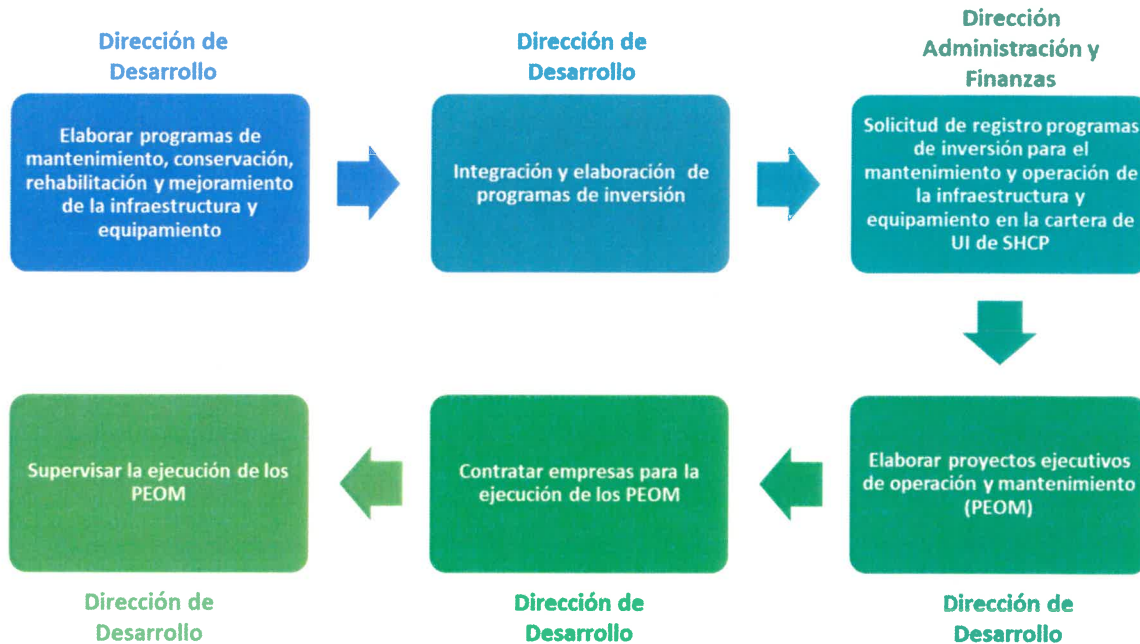 Dirección de
Desarrollo
Elaborar programas de
mantenimiento, conservación,
rehabilitación y mejoramiento
de la infraestructura y
equipamiento
Dirección de
Desarrollo
Integración y elaboración de
programas de inversión
Dirección
Administración y
Finanzas
Solicitud de registro programas
de inversión para el
mantenimiento y operación de
la infraestructura y
equipamiento en la cartera de
UI de SHCP
Elaborar proyectos ejecutivos
de operación y mantenimiento
(PEOM)
Dirección de
Desarrollo
Contratar empresas para la
ejecución de los PEOM
Dirección de
Desarrollo
Supervisar la ejecución de los
PEOM
Dirección de
Desarrollo